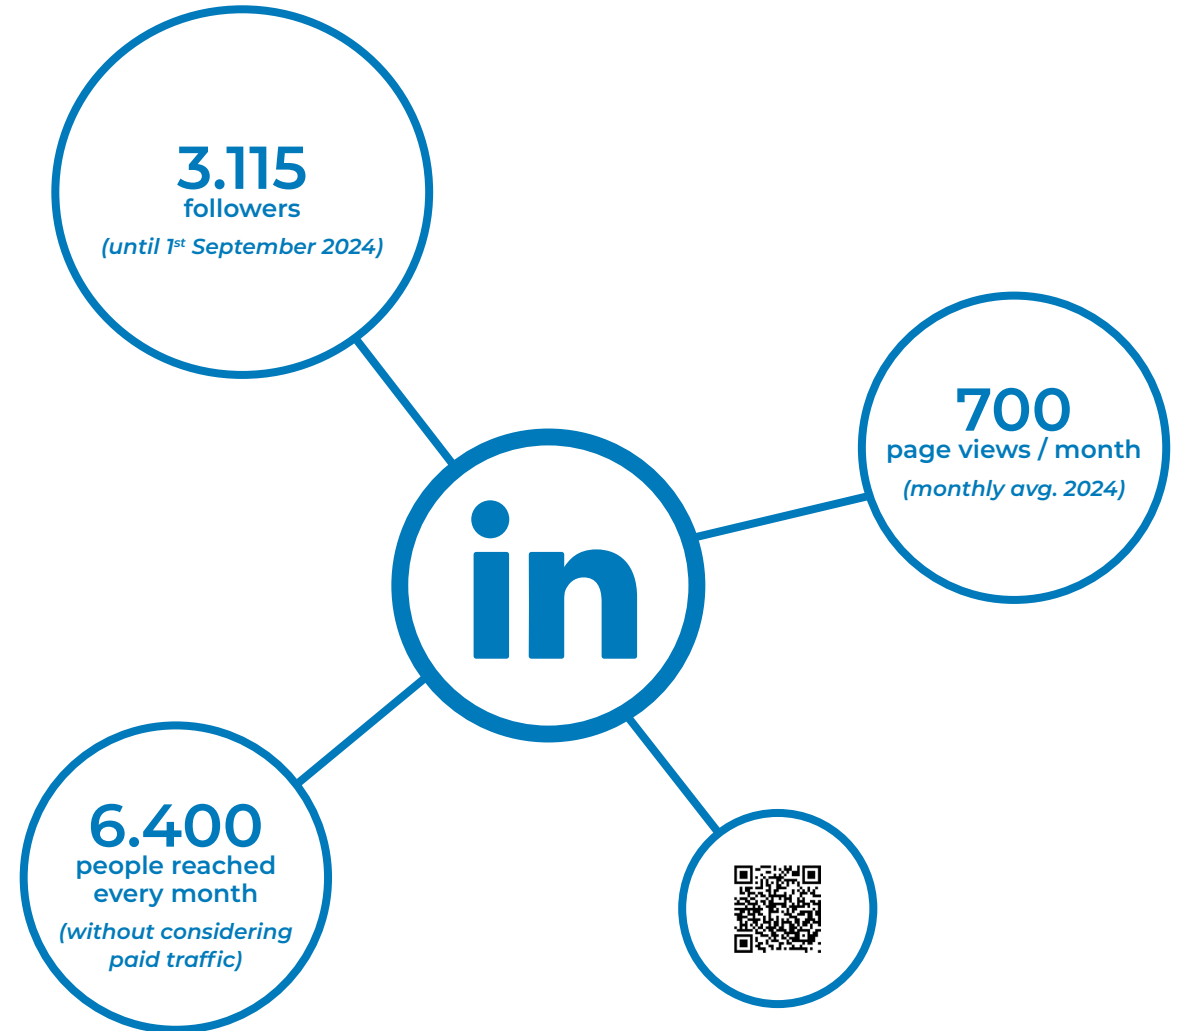 3.115
followers
(until 1st September 2024)
700
page views / month
(monthly avg. 2024)
in
6.400
people reached
every month
(without considering
paid traffic)